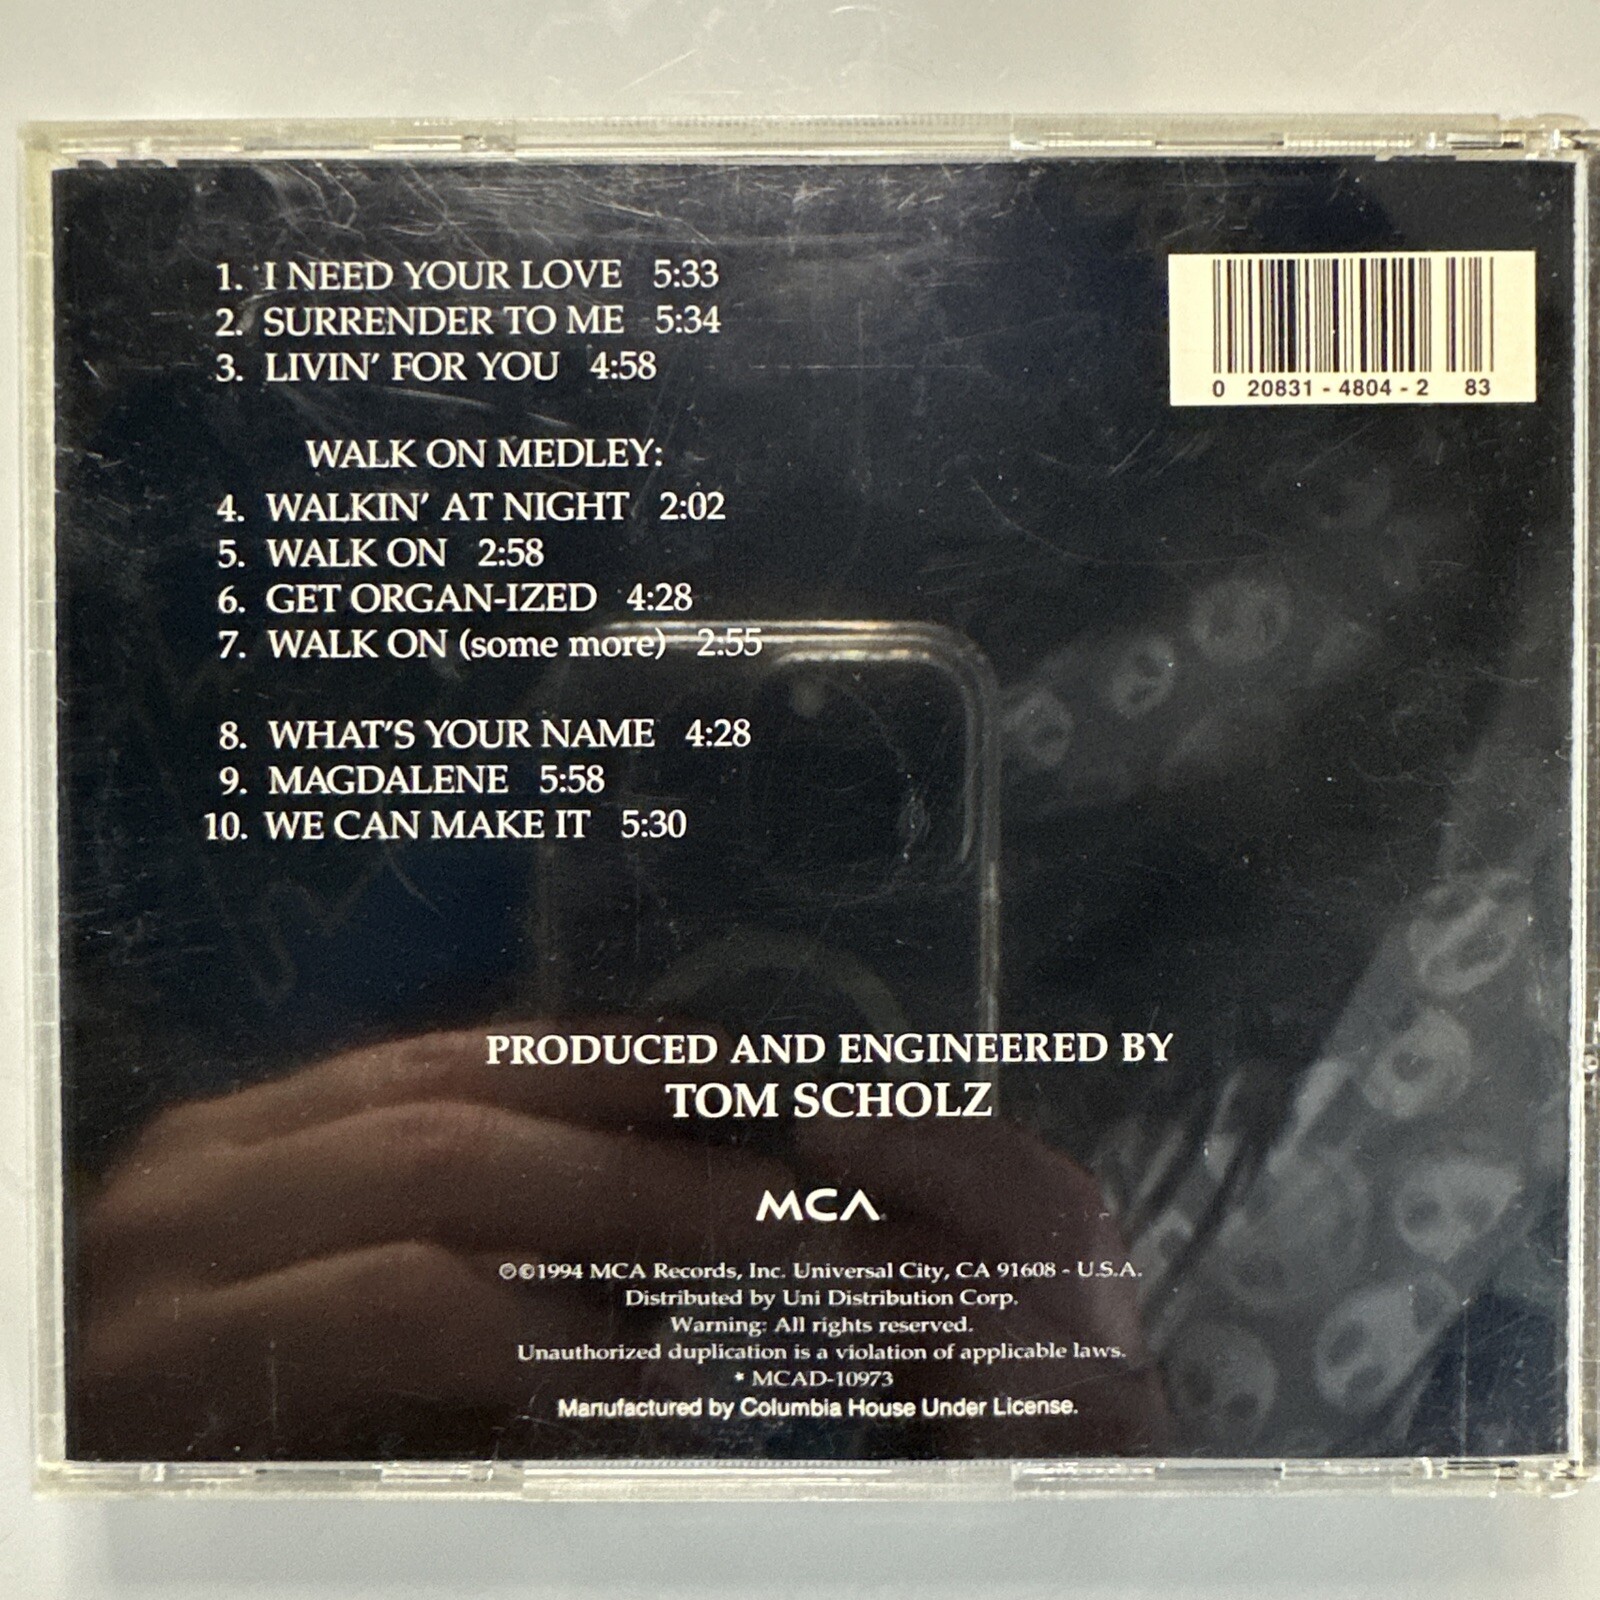 1. I NEED YOUR LOVE 5:33
2. SURRENDER TO ME 5:34
3. LIVIN' FOR YOU 4:58
WALK ON MEDLEY:
4. WALKIN' AT NIGHT 2:02
5. WALK ON 2:58
6. GET ORGAN-IZED 4:28
7. WALK ON (some more) 2:55
8. WHAT'S YOUR NAME 4:28
9. MAGDALENE 5:58
10. WE CAN MAKE IT 5:30
0 20831 - 4804 - 2 83
PRODUCED AND ENGINEERED BY
TOM SCHOLZ
MCA
℗©1994 MCA Records, Inc. Universal City, CA 91608 - U.S.A.
Distributed by Uni Distribution Corp.
Warning: All rights reserved.
Unauthorized duplication is a violation of applicable laws.
* MCAD-10973
Manufactured by Columbia House Under License.